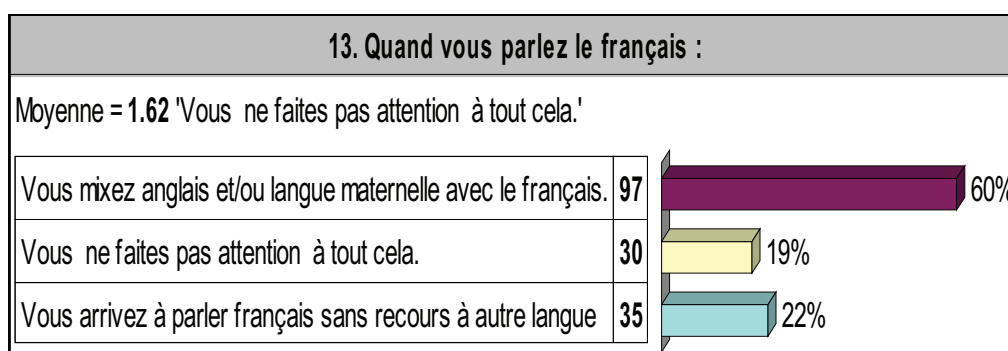 13. Quand vous parlez le français :
Moyenne = 1.62 'Vous ne faites pas attention à tout cela.'
Vous mixez anglais et/ou langue maternelle avec le français. 97 60%
Vous ne faites pas attention à tout cela. 30 19%
Vous arrivez à parler français sans recours à autre langue 35 22%